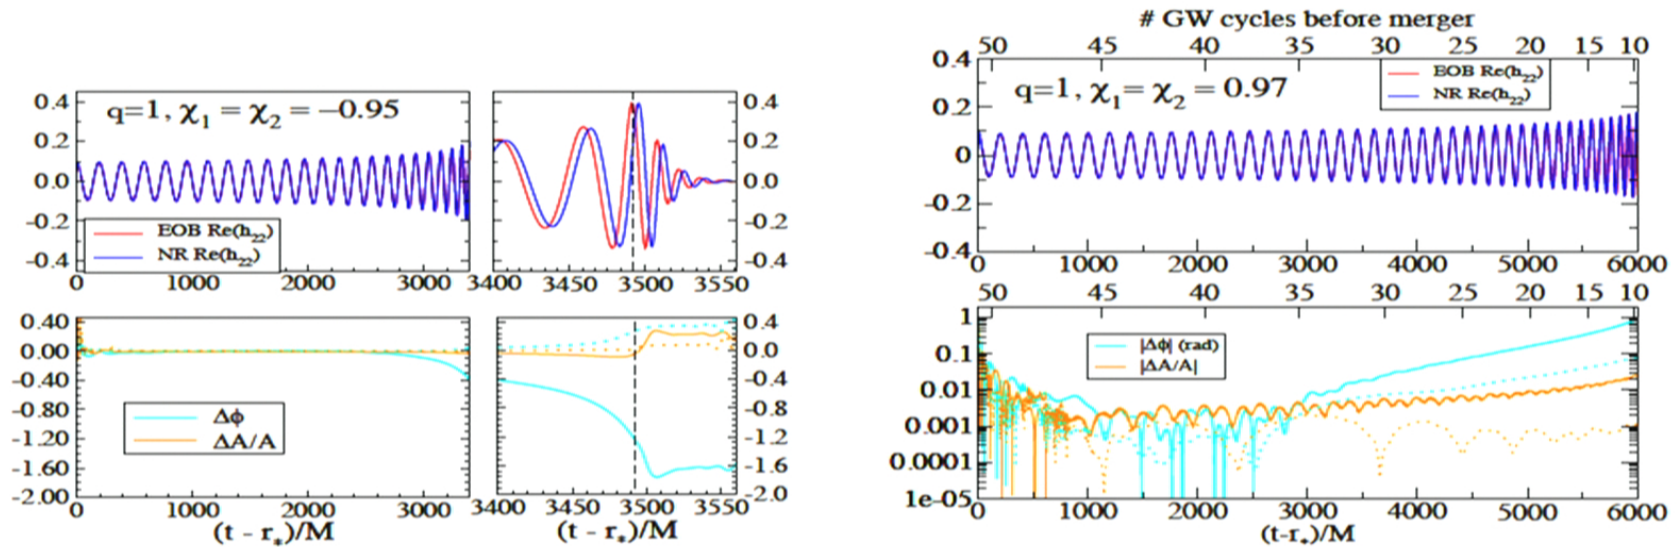 0.4
0.2
0.0
-0.2
-0.4
q=1, χ1 = χ2 = −0.95
EOB Re(h22)
NR Re(h22)
0 1000 2000 3000
0.4
0.2
0.0
-0.2
-0.4
3400 3450 3500 3550
0.40
0.00
-0.40
-0.80
-1.20
-1.60
-2.00
Δϕ
ΔA/A
0 1000 2000 3000
(t - r*)/M
0.4
0.0
-0.4
-0.8
-1.2
-1.6
-2.0
3400 3450 3500 3550
(t - r*)/M
# GW cycles before merger
50 45 40 35 30 25 20 15 10
0.4
0.2
0
-0.2
-0.4
q=1, χ1= χ2 = 0.97
EOB Re(h22)
NR Re(h22)
0 1000 2000 3000 4000 5000 6000
50 45 40 35 30 25 20 15 10
1
0.1
0.01
0.001
0.0001
1e-05
|Δϕ| (rad)
|ΔA/A|
0 1000 2000 3000 4000 5000 6000
(t-r*)/M